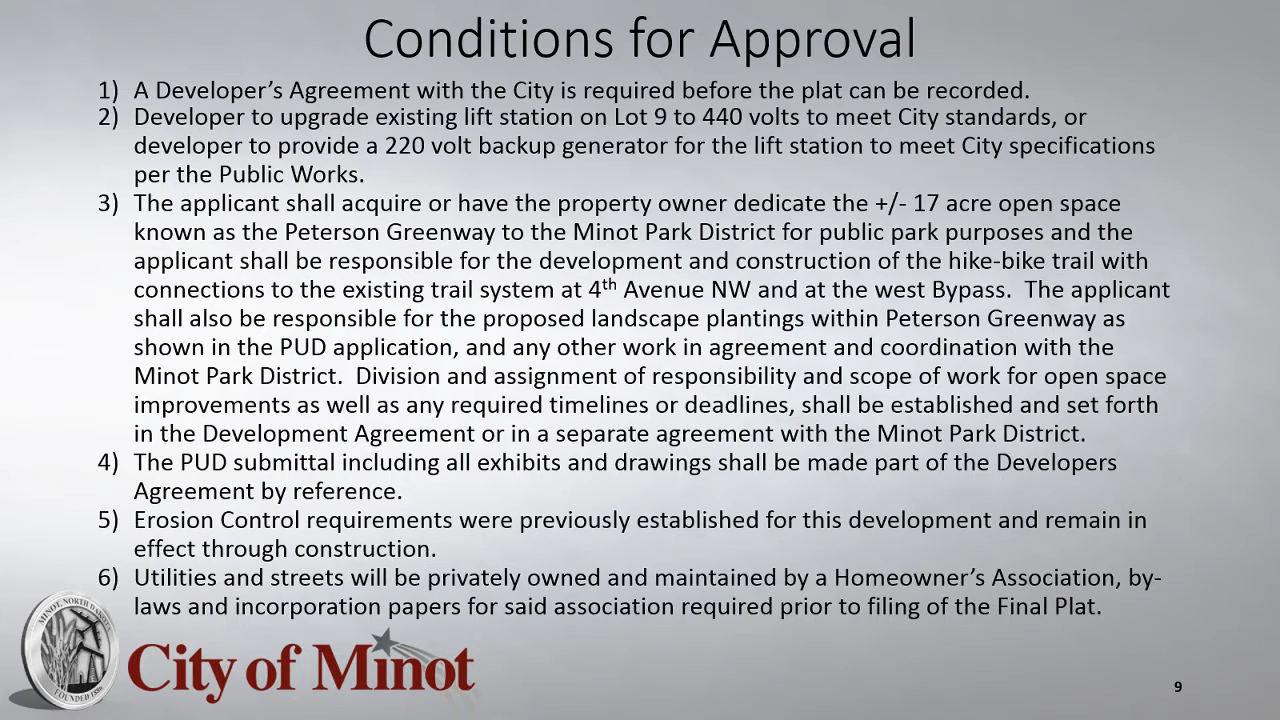 Conditions for Approval
1) A Developer’s Agreement with the City is required before the plat can be recorded.
2) Developer to upgrade existing lift station on Lot 9 to 440 volts to meet City standards, or
developer to provide a 220 volt backup generator for the lift station to meet City specifications
per the Public Works.
3) The applicant shall acquire or have the property owner dedicate the +/- 17 acre open space
known as the Peterson Greenway to the Minot Park District for public park purposes and the
applicant shall be responsible for the development and construction of the hike-bike trail with
connections to the existing trail system at 4th Avenue NW and at the west Bypass. The applicant
shall also be responsible for the proposed landscape plantings within Peterson Greenway as
shown in the PUD application, and any other work in agreement and coordination with the
Minot Park District. Division and assignment of responsibility and scope of work for open space
improvements as well as any required timelines or deadlines, shall be established and set forth
in the Development Agreement or in a separate agreement with the Minot Park District.
4) The PUD submittal including all exhibits and drawings shall be made part of the Developers
Agreement by reference.
5) Erosion Control requirements were previously established for this development and remain in
effect through construction.
6) Utilities and streets will be privately owned and maintained by a Homeowner’s Association, by-
laws and incorporation papers for said association required prior to filing of the Final Plat.
MINOT, NORTH DAKOTA
FOUNDED 1886
City of Minot
9